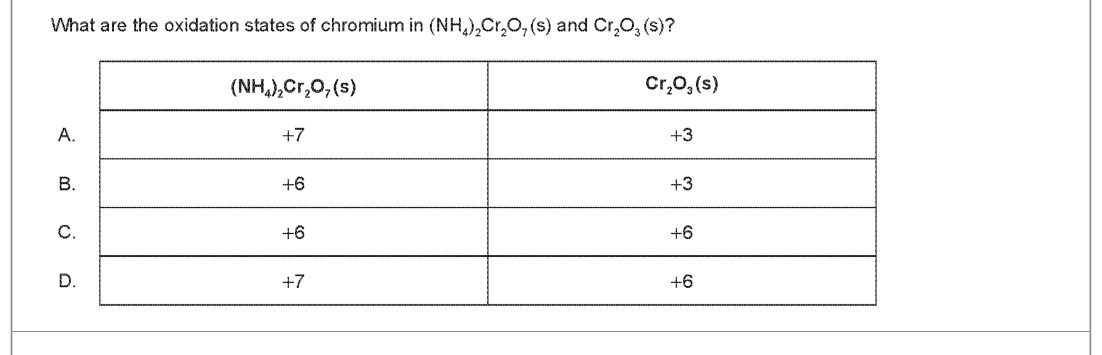 What are the oxidation states of chromium in (NH₄)₂Cr₂O₇(s) and Cr₂O₃(s)?
(NH₄)₂Cr₂O₇(s) Cr₂O₃(s)
A. +7 +3
B. +6 +3
C. +6 +6
D. +7 +6